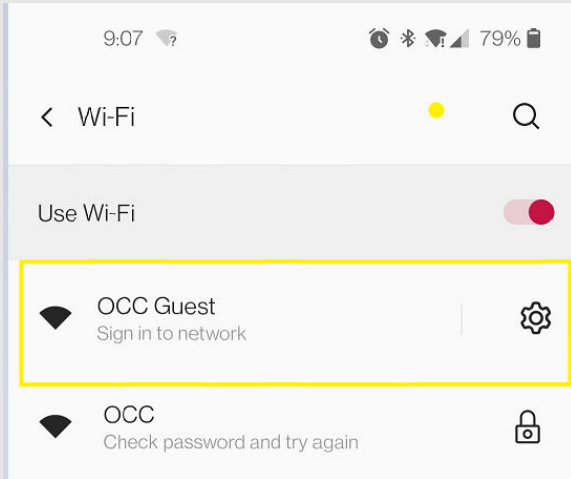 9:07 79%
Wi-Fi
Use Wi-Fi
OCC Guest
Sign in to network
OCC
Check password and try again